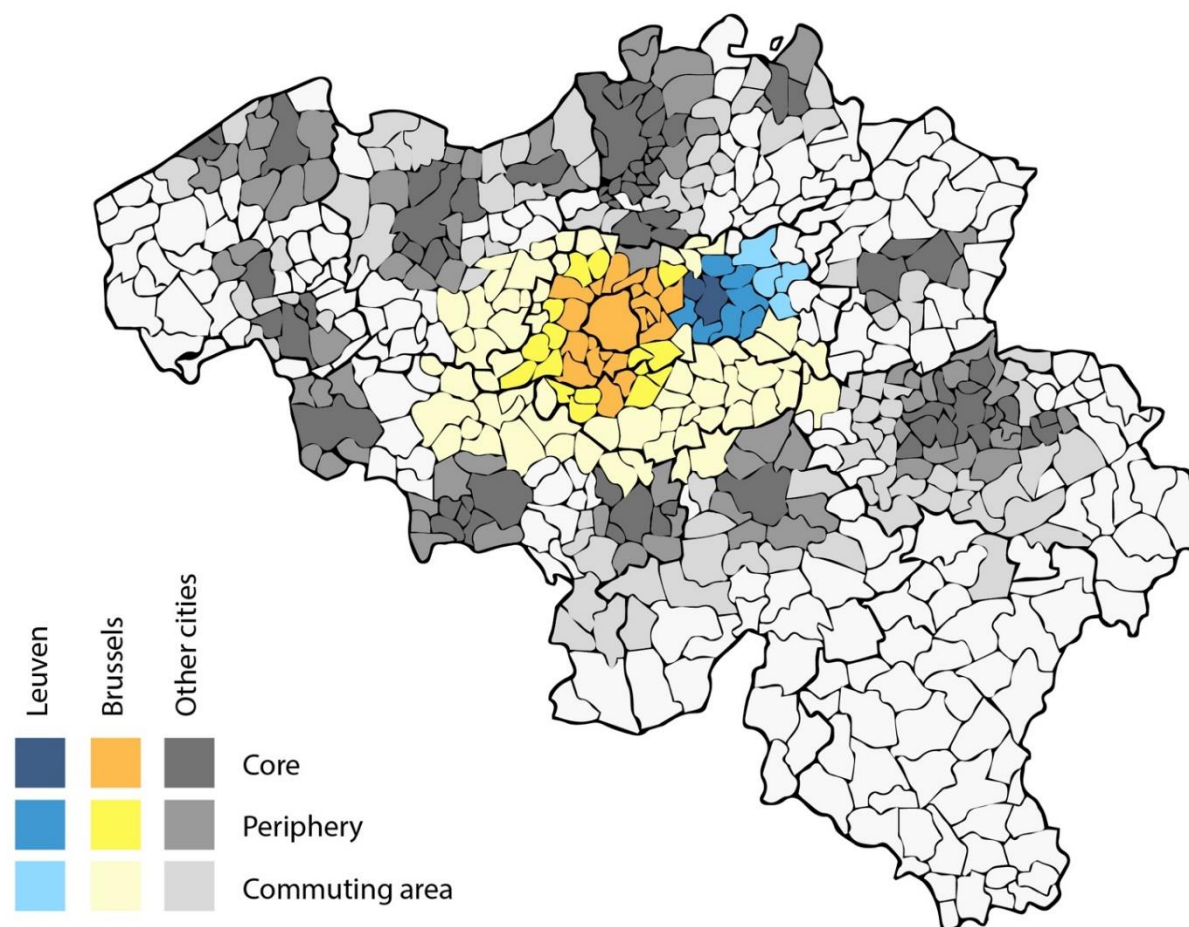 Leuven
Brussels
Other cities
Core
Periphery
Commuting area